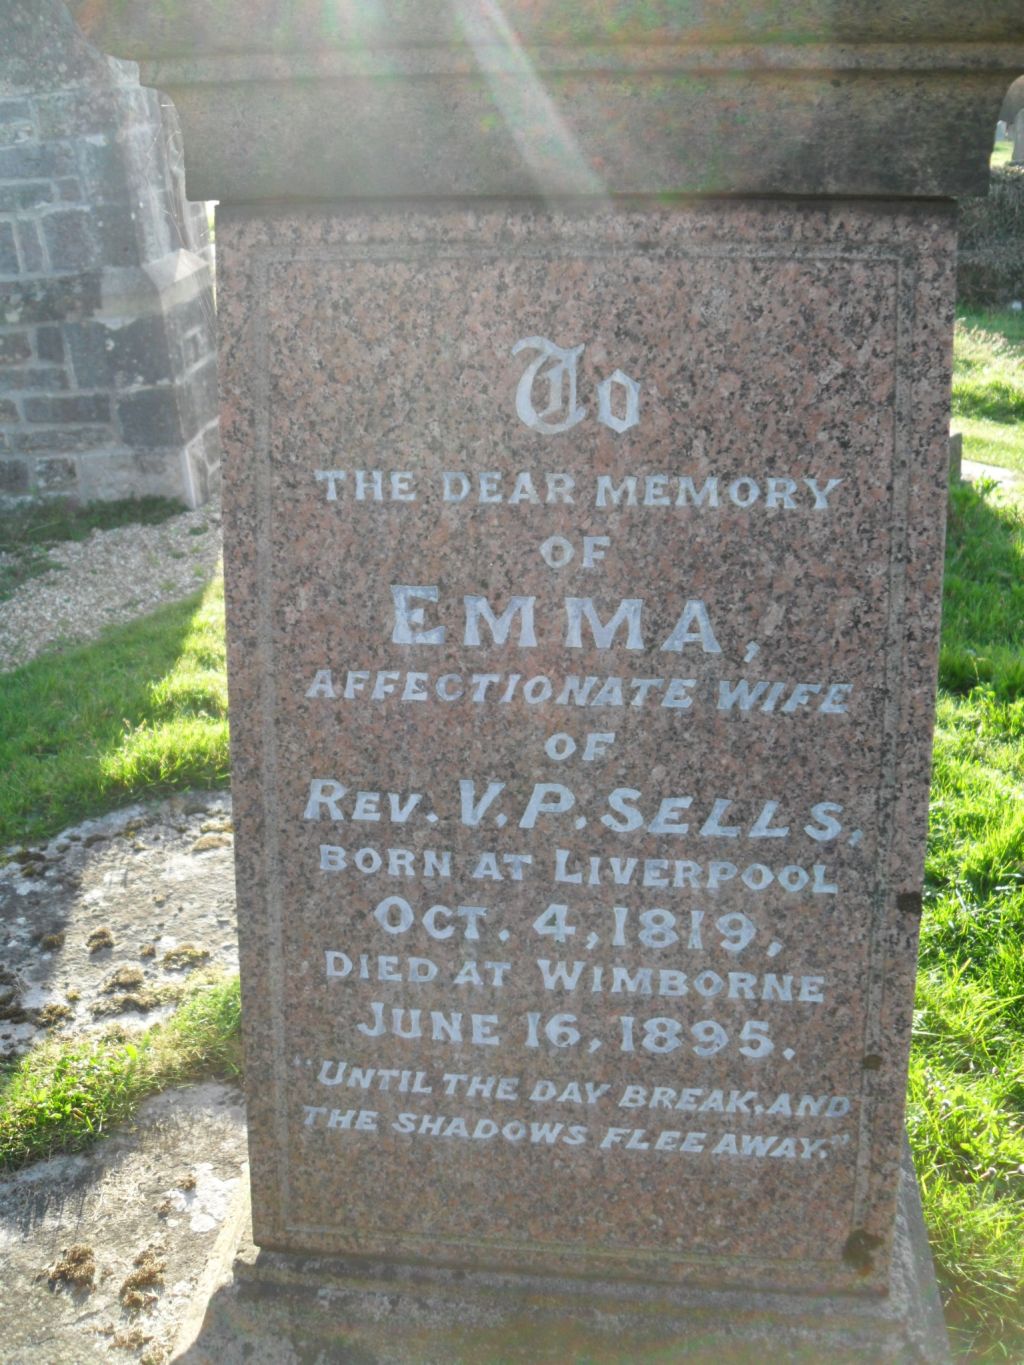 To
THE DEAR MEMORY
OF
EMMA,
AFFECTIONATE WIFE
OF
REV. V. P. SELLS,
BORN AT LIVERPOOL
OCT. 4, 1819,
DIED AT WIMBORNE
JUNE 16, 1895.
"UNTIL THE DAY BREAK, AND
THE SHADOWS FLEE AWAY."